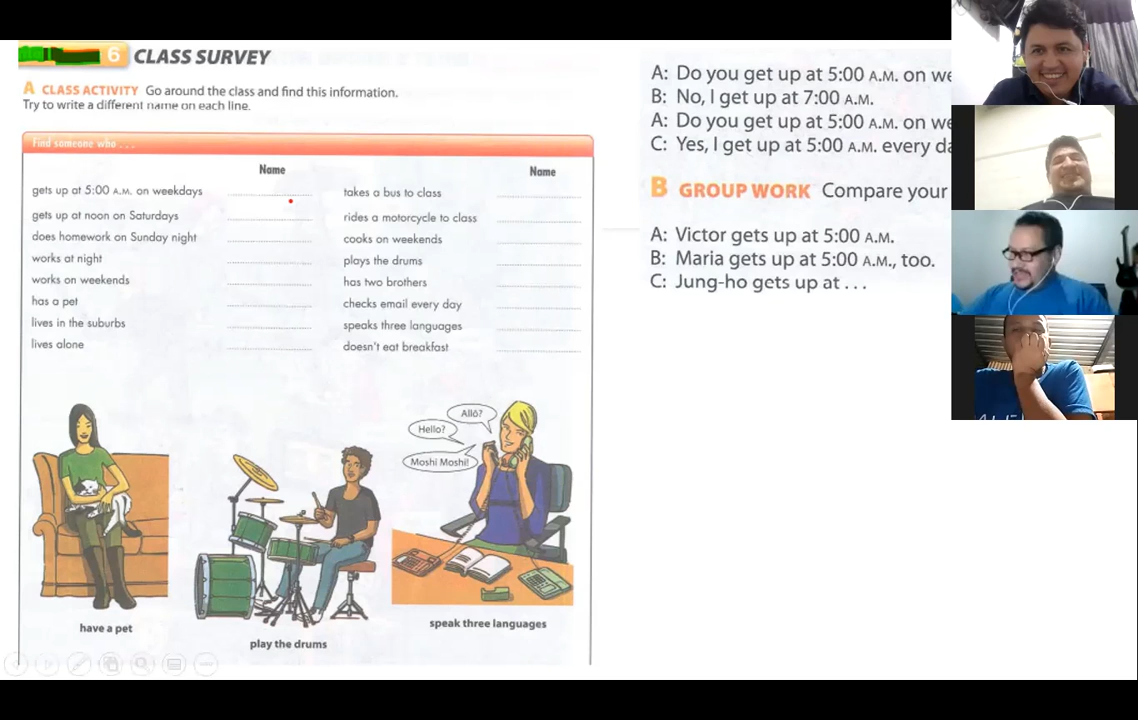 6 CLASS SURVEY
A CLASS ACTIVITY Go around the class and find this information.
Try to write a different name on each line.
Find someone who . . .
Name
gets up at 5:00 A.M. on weekdays
gets up at noon on Saturdays
does homework on Sunday night
works at night
works on weekends
has a pet
lives in the suburbs
lives alone
Name
takes a bus to class
rides a motorcycle to class
cooks on weekends
plays the drums
has two brothers
checks email every day
speaks three languages
doesn't eat breakfast
Allô?
Hello?
Moshi Moshi!
have a pet
play the drums
speak three languages
A: Do you get up at 5:00 A.M. on we
B: No, I get up at 7:00 A.M.
A: Do you get up at 5:00 A.M. on we
C: Yes, I get up at 5:00 A.M. every da
B GROUP WORK Compare your
A: Victor gets up at 5:00 A.M.
B: Maria gets up at 5:00 A.M., too.
C: Jung-ho gets up at . . .